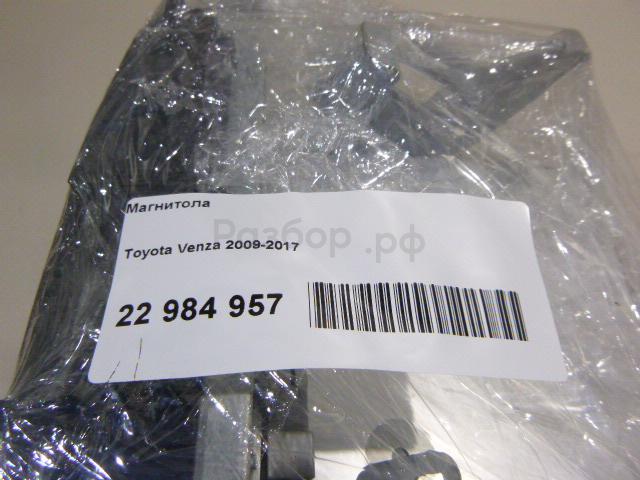 Магнитола
Разбор.рф
Toyota Venza 2009-2017
22 984 957